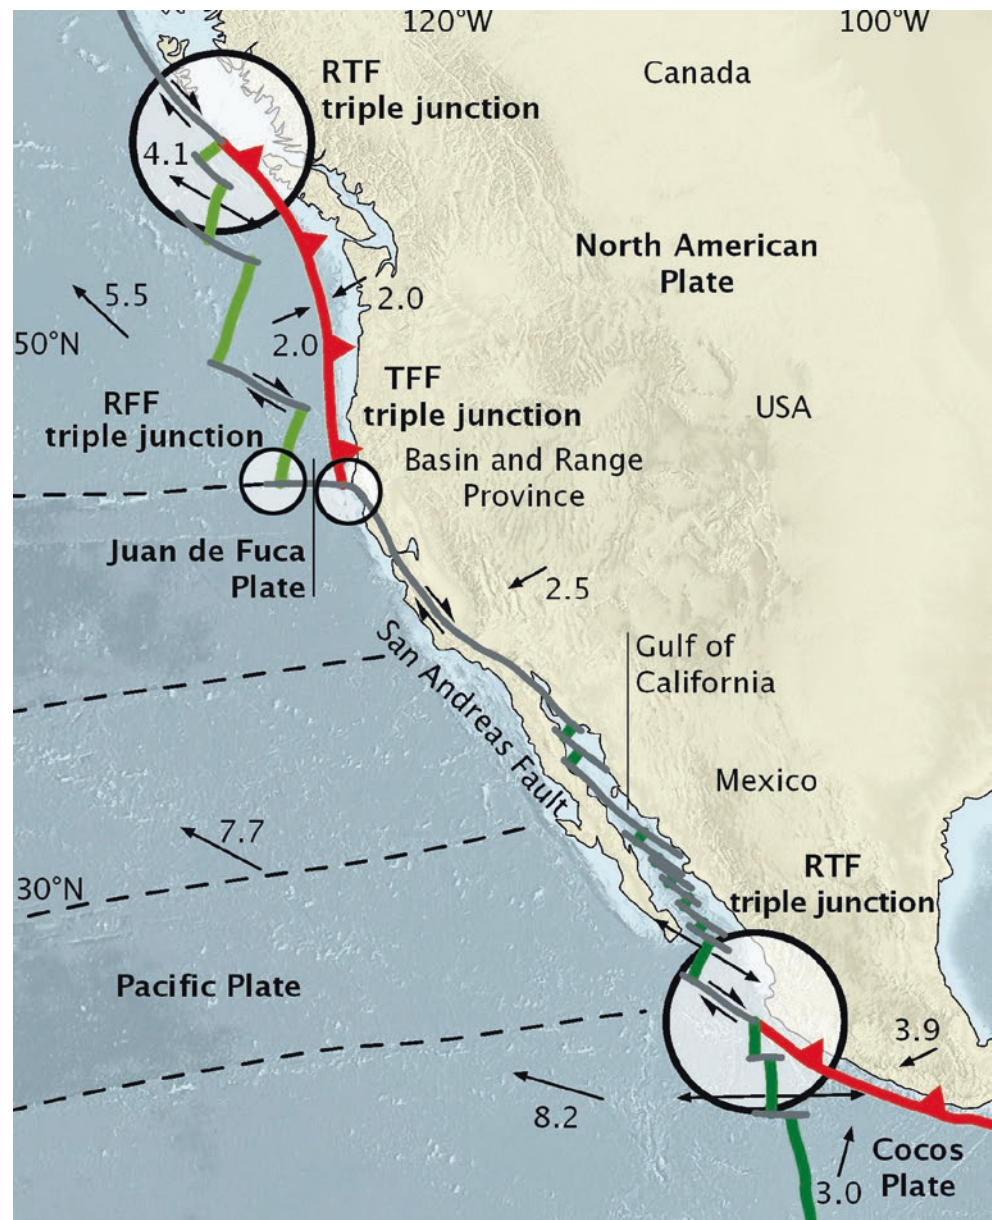 120°W
100°W
RTF
triple junction
Canada
4.1
North American
Plate
5.5
2.0
50°N
2.0
TFF
triple junction
RFF
triple junction
USA
Basin and Range
Province
Juan de Fuca
Plate
2.5
San Andreas Fault
Gulf of
California
Mexico
7.7
30°N
RTF
triple junction
Pacific Plate
3.9
8.2
Cocos
Plate
3.0